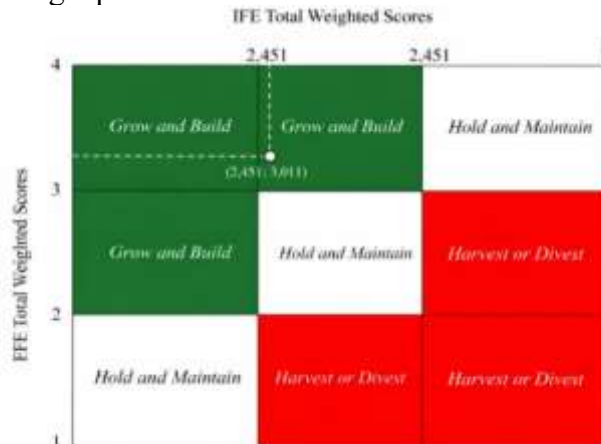 IFE Total Weighted Scores
2,451 2,451
4
Grow and Build Grow and Build Hold and Maintain
(2,451; 3,011)
3
Grow and Build Hold and Maintain Harvest or Divest
2
Hold and Maintain Harvest or Divest Harvest or Divest
1
EFE Total Weighted Scores